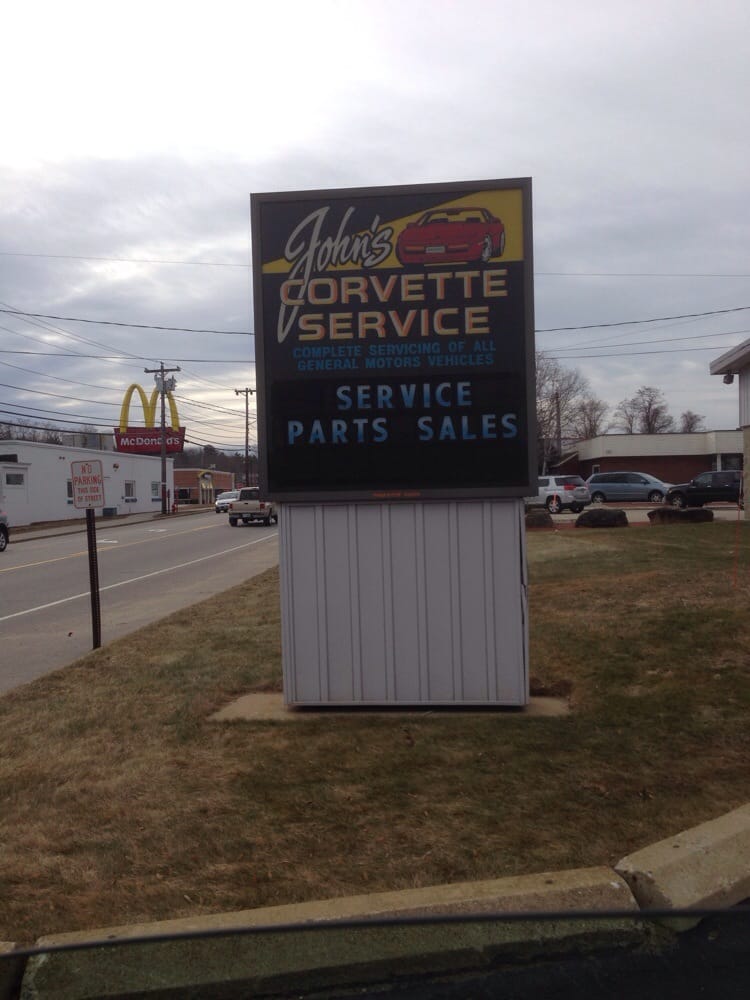 John's
CORVETTE
SERVICE
COMPLETE SERVICING OF ALL
GENERAL MOTORS VEHICLES
SERVICE
PARTS SALES
McDonald's
NO
PARKING
THIS SIDE
OF STREET